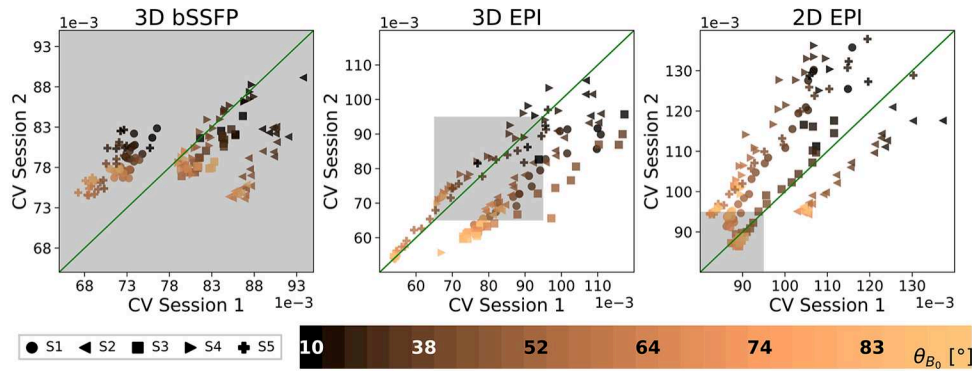 3D bSSFP
1e−3
93
88
83
78
73
68
CV Session 2
68 73 78 83 88 93
CV Session 1
1e−3
3D EPI
1e−3
110
100
90
80
70
60
CV Session 2
60 70 80 90 100 110
CV Session 1
1e−3
2D EPI
1e−3
130
120
110
100
90
CV Session 2
90 100 110 120 130
CV Session 1
1e−3
S1 S2 S3 S4 S5
10 38 52 64 74 83 θB₀ [°]